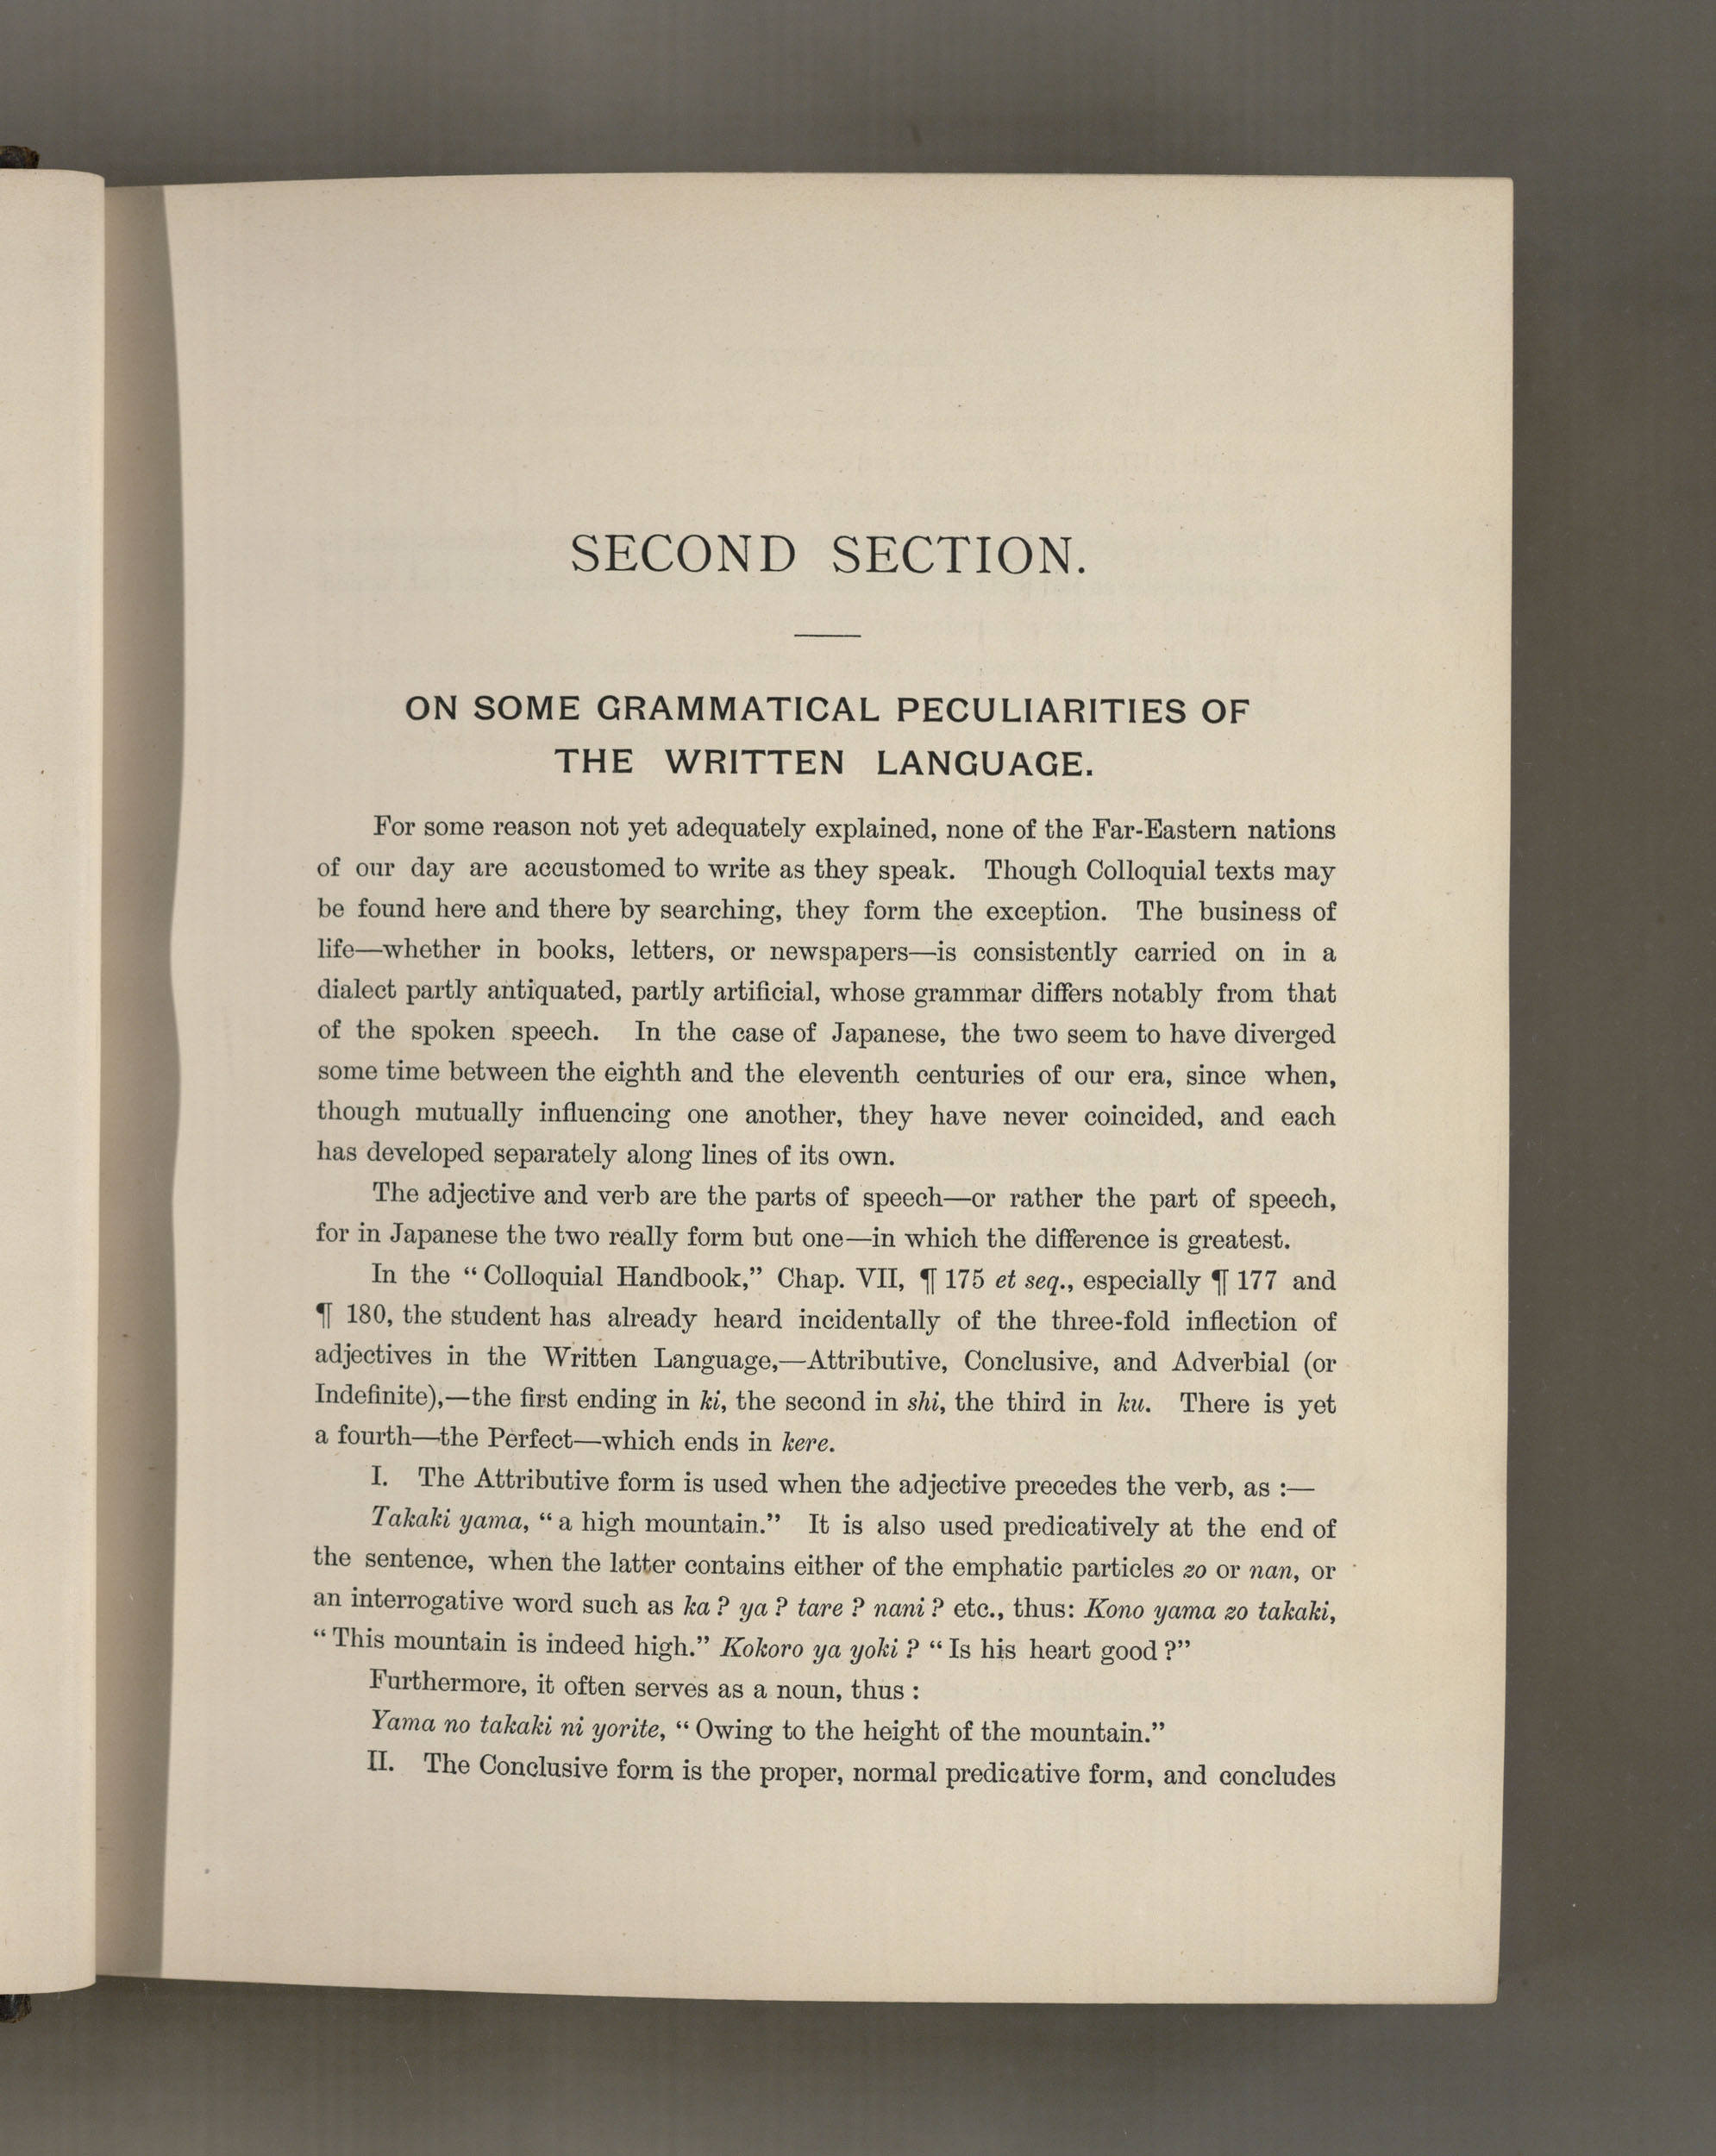 SECOND SECTION.
ON SOME GRAMMATICAL PECULIARITIES OF
THE WRITTEN LANGUAGE.
For some reason not yet adequately explained, none of the Far-Eastern nations
of our day are accustomed to write as they speak. Though Colloquial texts may
be found here and there by searching, they form the exception. The business of
life—whether in books, letters, or newspapers—is consistently carried on in a
dialect partly antiquated, partly artificial, whose grammar differs notably from that
of the spoken speech. In the case of Japanese, the two seem to have diverged
some time between the eighth and the eleventh centuries of our era, since when,
though mutually influencing one another, they have never coincided, and each
has developed separately along lines of its own.
The adjective and verb are the parts of speech—or rather the part of speech,
for in Japanese the two really form but one—in which the difference is greatest.
In the “Colloquial Handbook,” Chap. VII, ¶ 175 et seq., especially ¶ 177 and
¶ 180, the student has already heard incidentally of the three-fold inflection of
adjectives in the Written Language,—Attributive, Conclusive, and Adverbial (or
Indefinite),—the first ending in ki, the second in shi, the third in ku. There is yet
a fourth—the Perfect—which ends in kere.
I. The Attributive form is used when the adjective precedes the verb, as :—
Takaki yama, “a high mountain.” It is also used predicatively at the end of
the sentence, when the latter contains either of the emphatic particles zo or nan, or
an interrogative word such as ka ? ya ? tare ? nani ? etc., thus: Kono yama zo takaki,
“This mountain is indeed high.” Kokoro ya yoki ? “Is his heart good ?”
Furthermore, it often serves as a noun, thus :
Yama no takaki ni yorite, “Owing to the height of the mountain.”
II. The Conclusive form is the proper, normal predicative form, and concludes